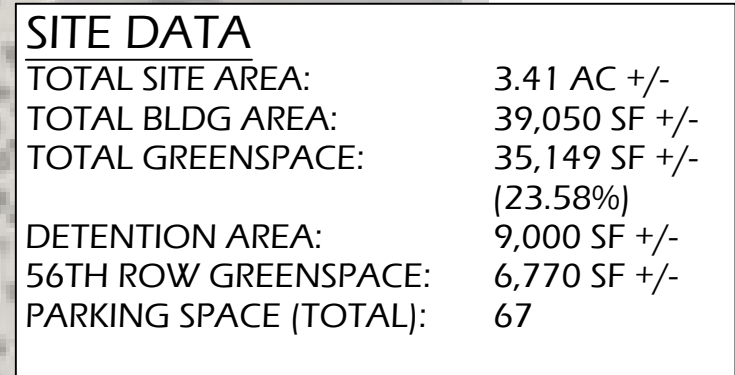 SITE DATA
TOTAL SITE AREA: 3.41 AC +/-
TOTAL BLDG AREA: 39,050 SF +/-
TOTAL GREENSPACE: 35,149 SF +/-
(23.58%)
DETENTION AREA: 9,000 SF +/-
56TH ROW GREENSPACE: 6,770 SF +/-
PARKING SPACE (TOTAL): 67